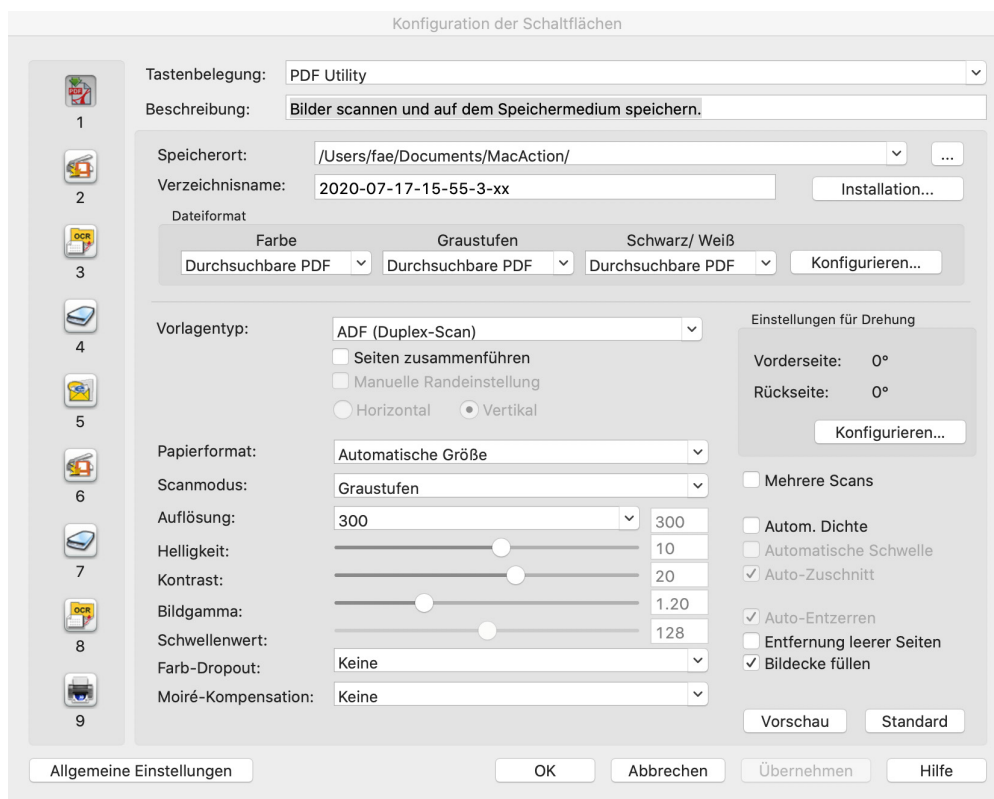 Konfiguration der Schaltflächen
Tastenbelegung: PDF Utility
Beschreibung: Bilder scannen und auf dem Speichermedium speichern.
Speicherort: /Users/fae/Documents/MacAction/ ...
Verzeichnisname: 2020-07-17-15-55-3-xx Installation...
Dateiformat
Farbe Graustufen Schwarz/ Weiß
Durchsuchbare PDF Durchsuchbare PDF Durchsuchbare PDF Konfigurieren...
Vorlagentyp: ADF (Duplex-Scan)
Seiten zusammenführen
Manuelle Randeinstellung
Horizontal Vertikal
Einstellungen für Drehung
Vorderseite: 0°
Rückseite: 0°
Konfigurieren...
Papierformat: Automatische Größe
Scanmodus: Graustufen
Auflösung: 300 300
Helligkeit: 10
Kontrast: 20
Bildgamma: 1.20
Schwellenwert: 128
Farb-Dropout: Keine
Moiré-Kompensation: Keine
Mehrere Scans
Autom. Dichte
Automatische Schwelle
Auto-Zuschnitt
Auto-Entzerren
Entfernung leerer Seiten
Bildecke füllen
Vorschau Standard
PDF
1
2
OCR
3
4
5
6
7
OCR
8
9
Allgemeine Einstellungen OK Abbrechen Übernehmen Hilfe